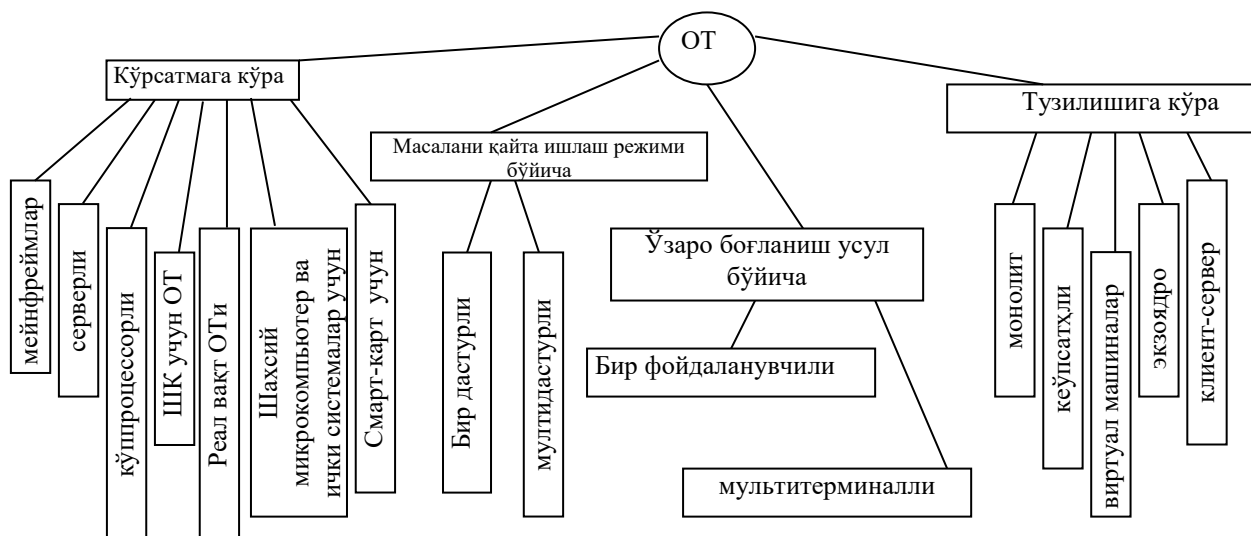 ОТ
Кўрсатмага кўра
мейнфреймлар
серверли
кўппроцессорли
ШК учун ОТ
Реал вақт ОТи
Шахсий
микрокомпьютер ва
ички системалар учун
Смарт-карт учун
Масалани қайта ишлаш режими
бўйича
Бир дастурли
мултидастурли
Ўзаро боғланиш усул
бўйича
Бир фойдаланувчили
мультитерминалли
Тузилишига кўра
монолит
кеўпсатҳли
виртуал машиналар
экзоядро
клиент-сервер